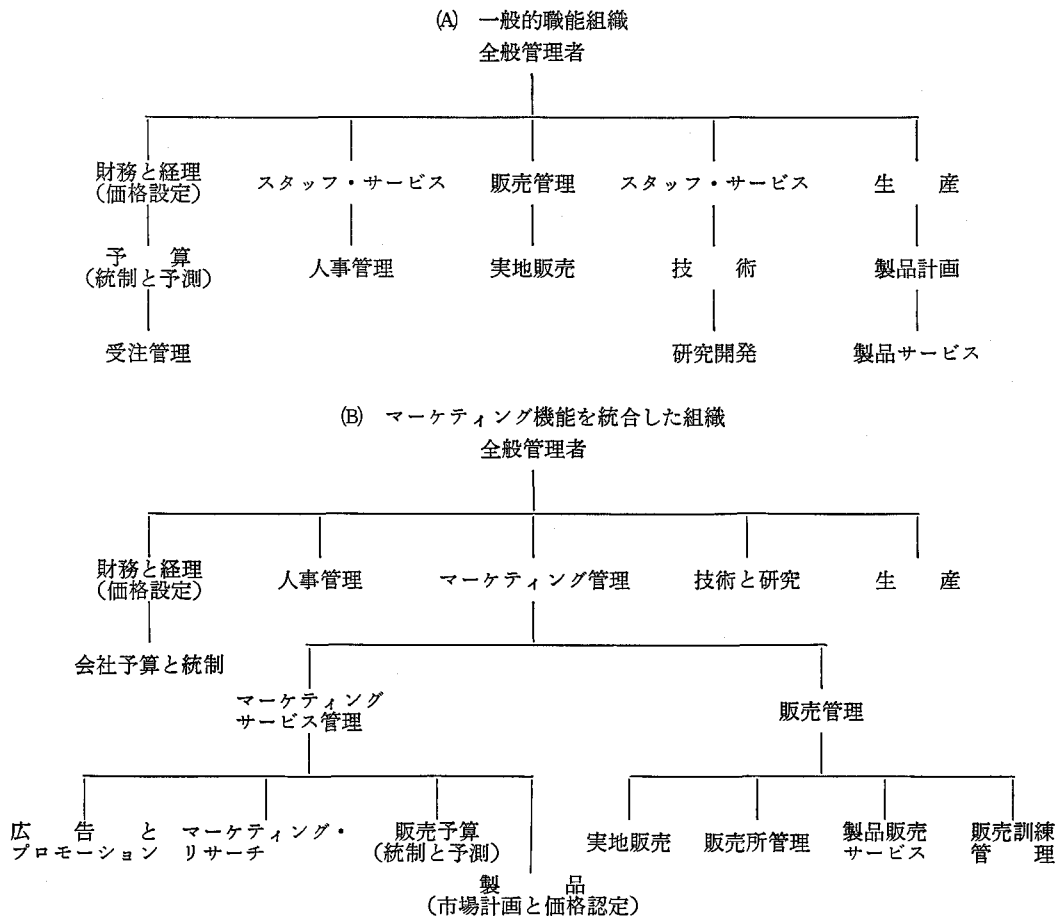 (A) 一般的職能組織
全般管理者
財務と経理 スタッフ・サービス 販売管理 スタッフ・サービス 生 産
(価格設定)
予 算 人事管理 実地販売 技 術 製品計画
(統制と予測)
受注管理 研究開発 製品サービス
(B) マーケティング機能を統合した組織
全般管理者
財務と経理 人事管理 マーケティング管理 技術と研究 生 産
(価格設定)
会社予算と統制
マーケティング 販売管理
サービス管理
広 告 と マーケティング・ 販売予算 実地販売 販売所管理 製品販売 販売訓練
プロモーション リサーチ (統制と予測) サービス 管 理
製 品
(市場計画と価格認定)